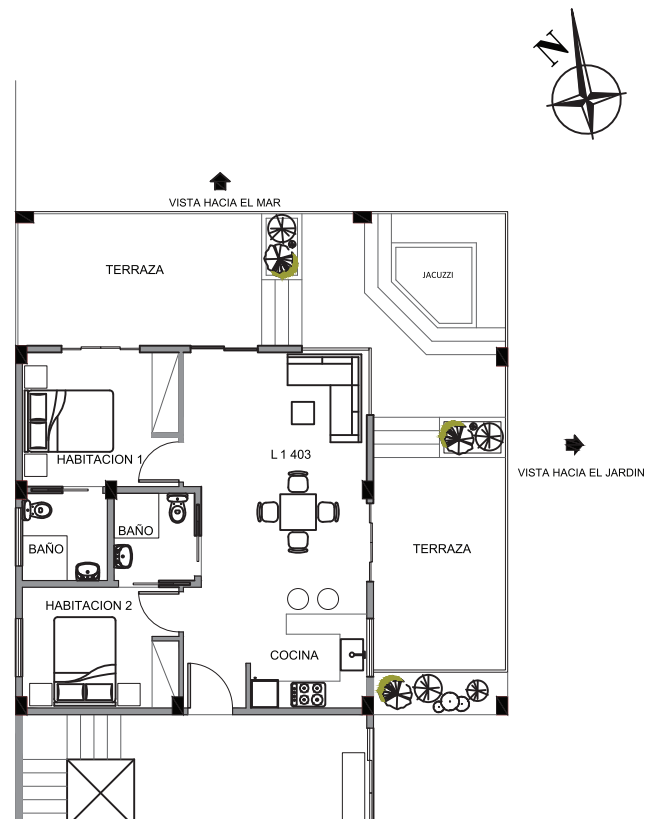 N
VISTA HACIA EL MAR
TERRAZA
JACUZZI
HABITACION 1
L 1 403
VISTA HACIA EL JARDIN
BAÑO
BAÑO
TERRAZA
HABITACION 2
COCINA